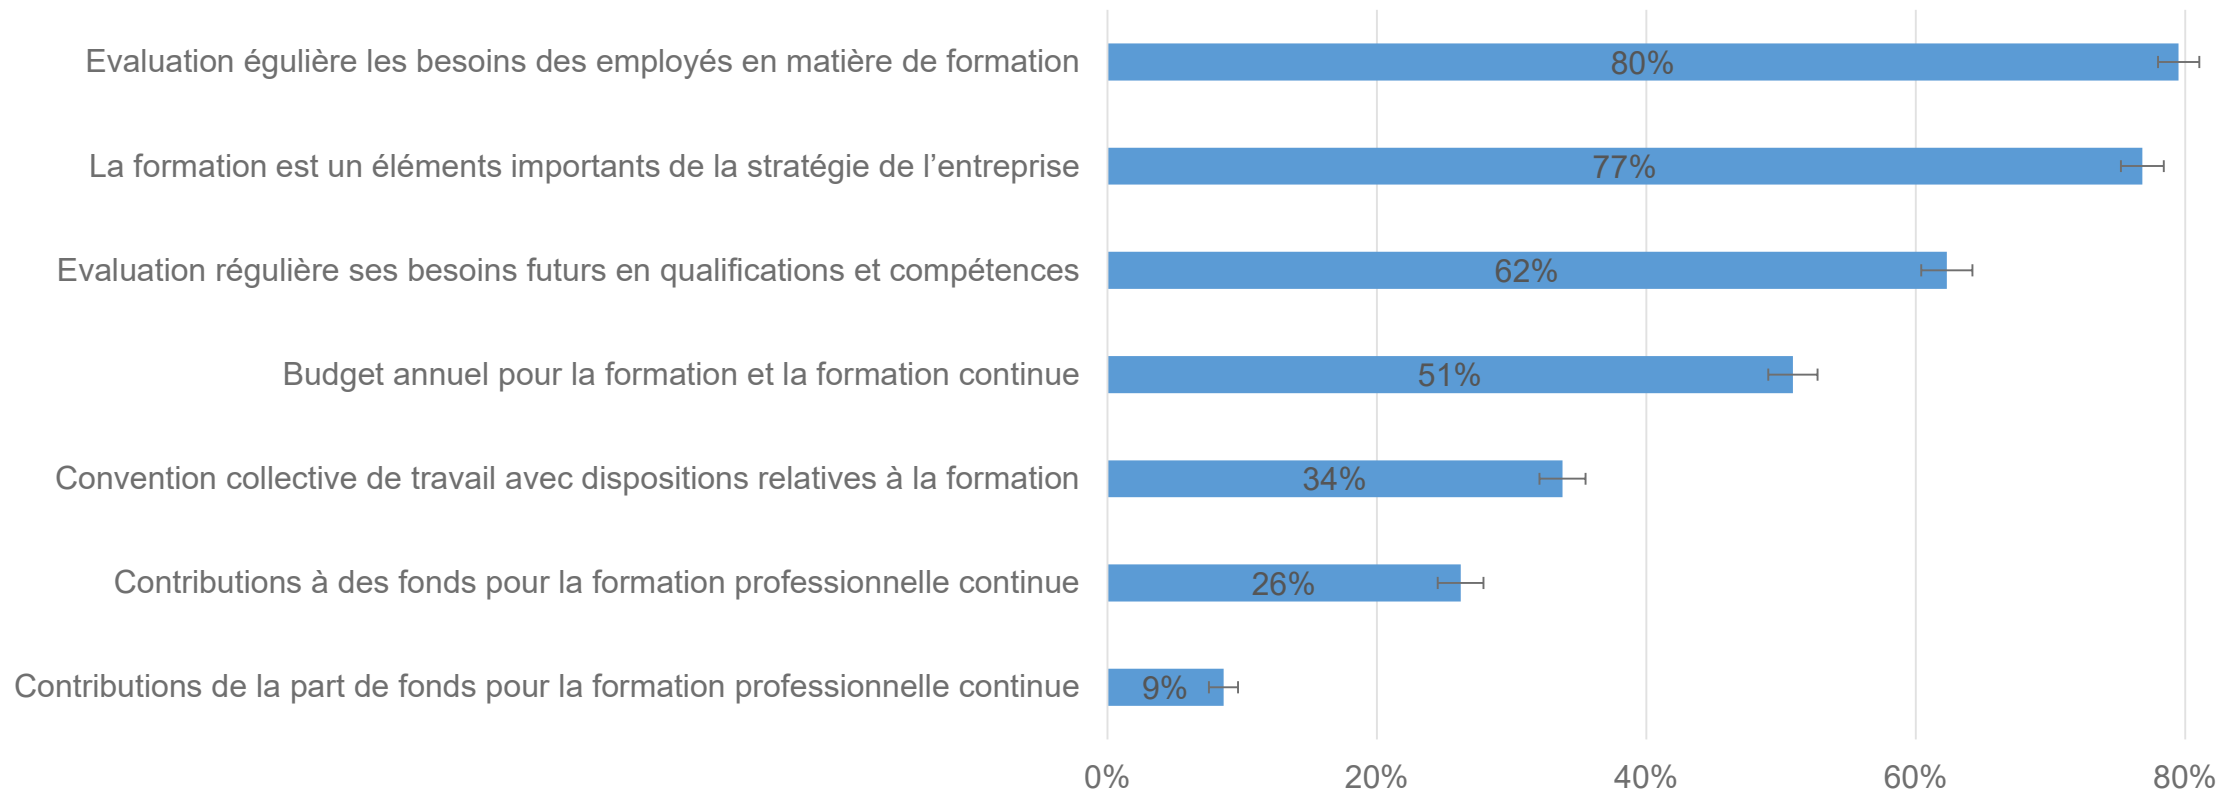 Evaluation égulière les besoins des employés en matière de formation 80%
La formation est un éléments importants de la stratégie de l’entreprise 77%
Evaluation régulière ses besoins futurs en qualifications et compétences 62%
Budget annuel pour la formation et la formation continue 51%
Convention collective de travail avec dispositions relatives à la formation 34%
Contributions à des fonds pour la formation professionnelle continue 26%
Contributions de la part de fonds pour la formation professionnelle continue 9%
0% 20% 40% 60% 80%